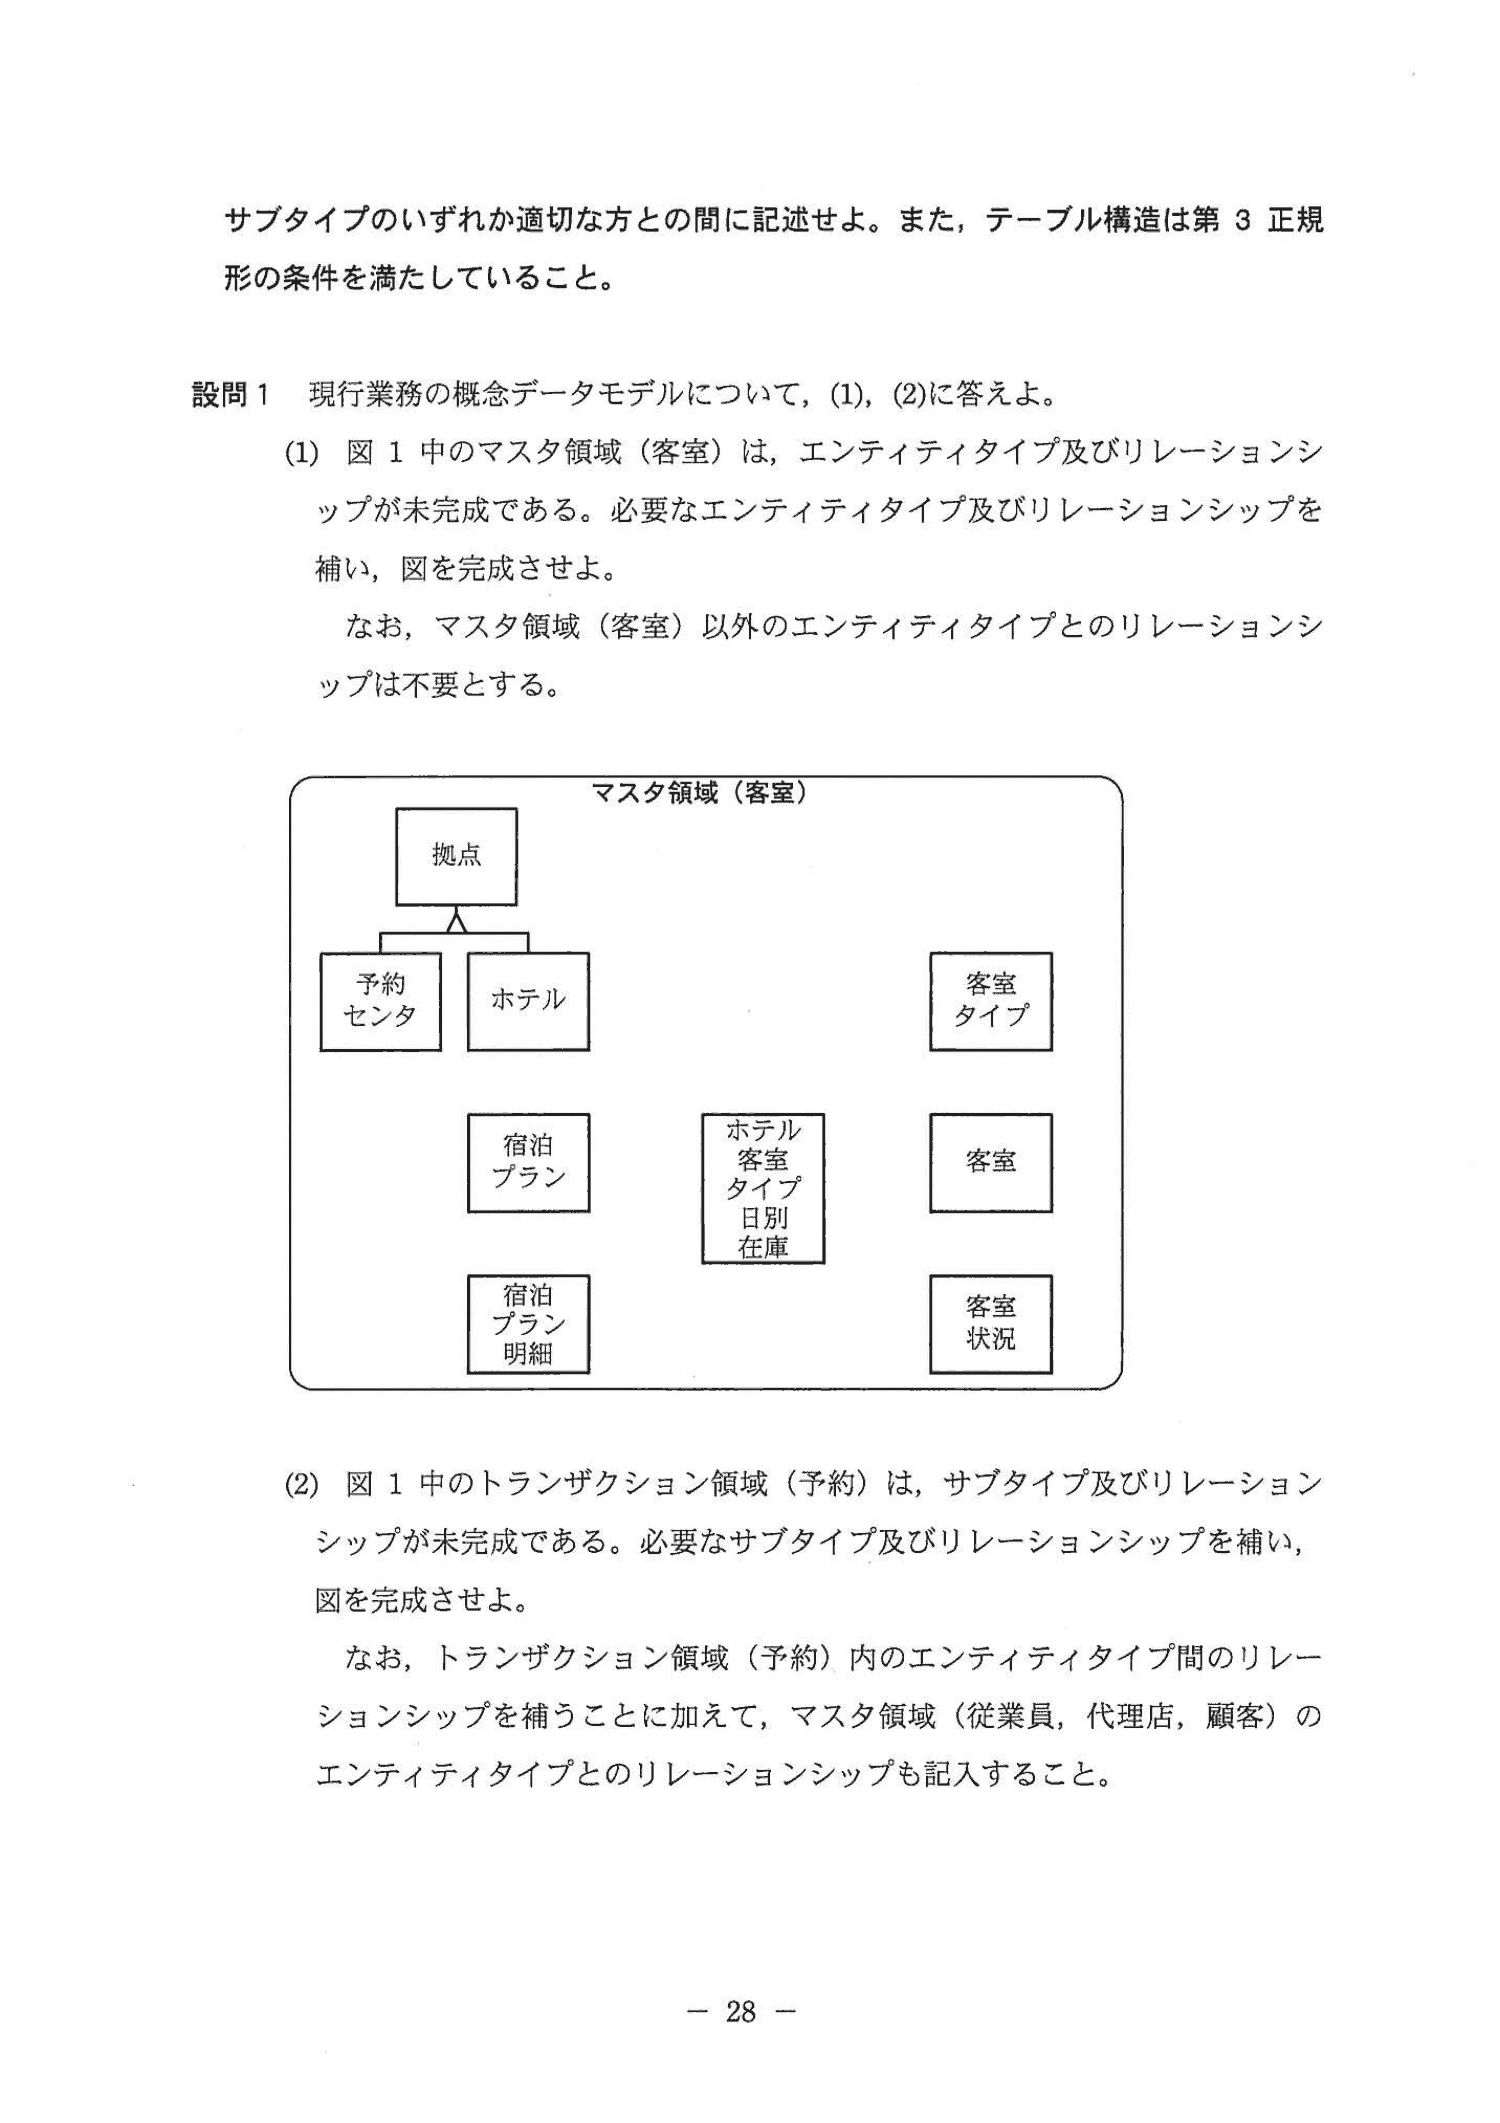 サブタイプのいずれか適切な方との間に記述せよ。また，テーブル構造は第 3 正規
形の条件を満たしていること。
設問 1　現行業務の概念データモデルについて，(1)，(2)に答えよ。
(1)　図 1 中のマスタ領域（客室）は，エンティティタイプ及びリレーションシ
ップが未完成である。必要なエンティティタイプ及びリレーションシップを
補い，図を完成させよ。
なお，マスタ領域（客室）以外のエンティティタイプとのリレーションシ
ップは不要とする。
マスタ領域（客室）
拠点
予約
センタ
ホテル
客室
タイプ
宿泊
プラン
ホテル
客室
タイプ
日別
在庫
客室
宿泊
プラン
明細
客室
状況
(2)　図 1 中のトランザクション領域（予約）は，サブタイプ及びリレーション
シップが未完成である。必要なサブタイプ及びリレーションシップを補い，
図を完成させよ。
なお，トランザクション領域（予約）内のエンティティタイプ間のリレー
ションシップを補うことに加えて，マスタ領域（従業員，代理店，顧客）の
エンティティタイプとのリレーションシップも記入すること。
－ 28 －